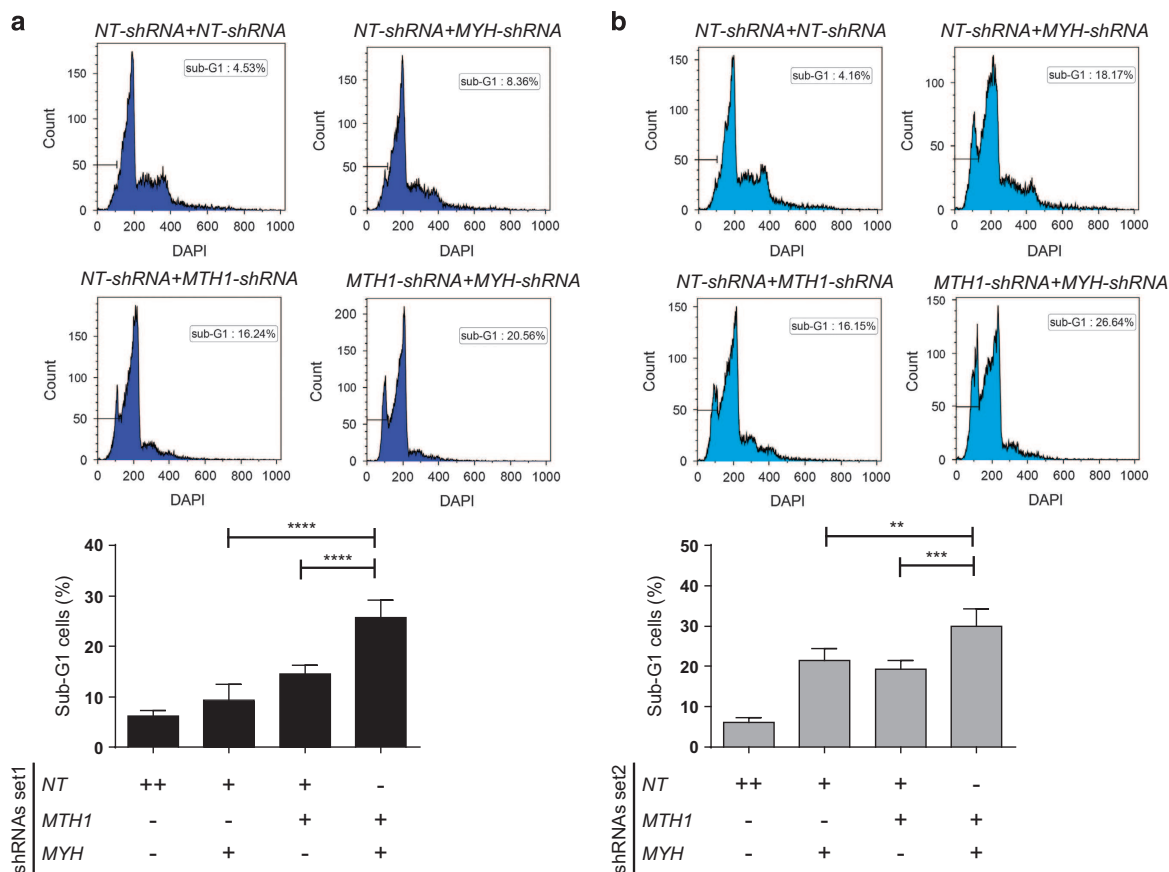 a
NT-shRNA+NT-shRNA
sub-G1 : 4.53%
150
100
50
0
Count
0 200 400 600 800 1000
DAPI
NT-shRNA+MYH-shRNA
sub-G1 : 8.36%
150
100
50
0
Count
0 200 400 600 800 1000
DAPI
NT-shRNA+MTH1-shRNA
sub-G1 : 16.24%
150
100
50
0
Count
0 200 400 600 800 1000
DAPI
MTH1-shRNA+MYH-shRNA
sub-G1 : 20.56%
200
150
100
50
0
Count
0 200 400 600 800 1000
DAPI
****
****
40
30
20
10
0
Sub-G1 cells (%)
shRNAs set1
NT ++ + + -
MTH1 - - + +
MYH - + - +
b
NT-shRNA+NT-shRNA
sub-G1 : 4.16%
150
100
50
0
Count
0 200 400 600 800 1000
DAPI
NT-shRNA+MYH-shRNA
sub-G1 : 18.17%
100
50
0
Count
0 200 400 600 800 1000
DAPI
NT-shRNA+MTH1-shRNA
sub-G1 : 16.15%
150
100
50
0
Count
0 200 400 600 800 1000
DAPI
MTH1-shRNA+MYH-shRNA
sub-G1 : 26.64%
150
100
50
0
Count
0 200 400 600 800 1000
DAPI
**
***
50
40
30
20
10
0
Sub-G1 cells (%)
shRNAs set2
NT ++ + + -
MTH1 - - + +
MYH - + - +